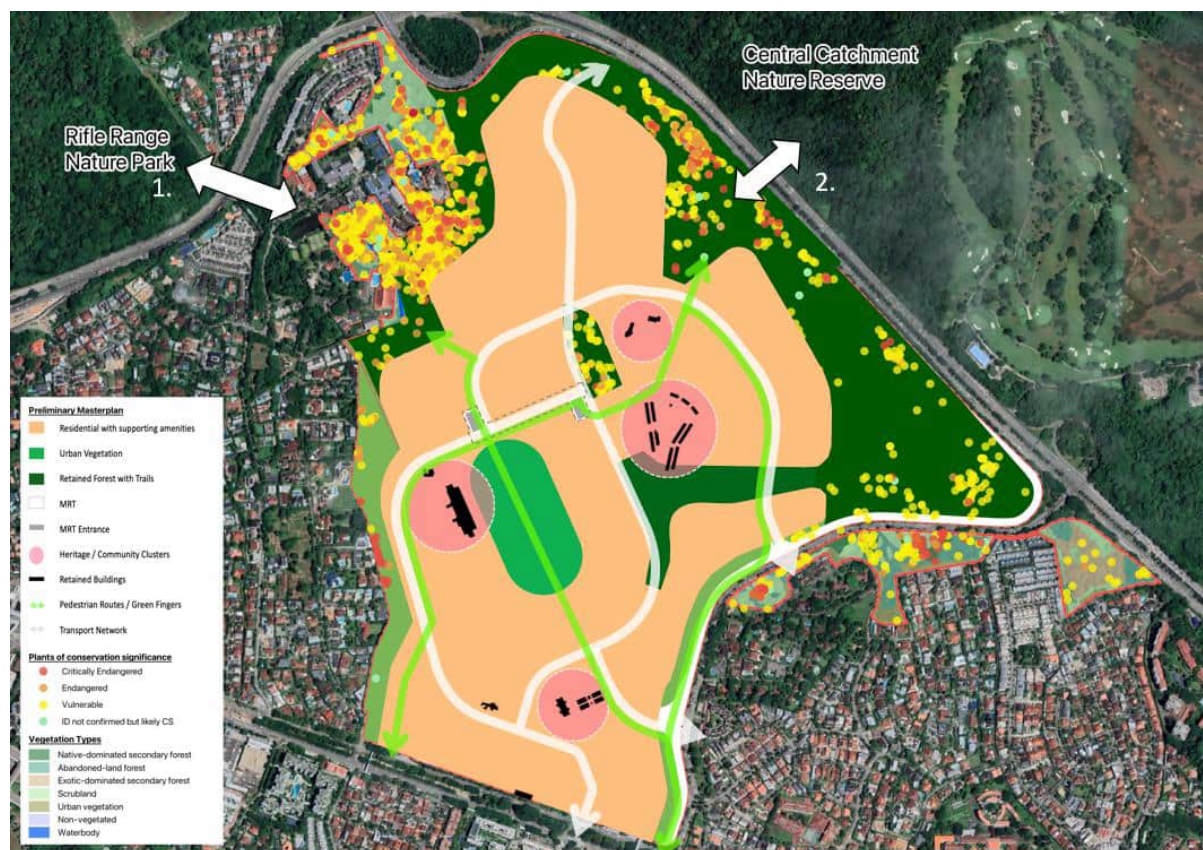 Central Catchment
Nature Reserve
Rifle Range
Nature Park
1.
2.
Preliminary Masterplan
Residential with supporting amenities
Urban Vegetation
Retained Forest with Trails
MRT
MRT Entrance
Heritage / Community Clusters
Retained Buildings
Pedestrian Routes / Green Fingers
Transport Network
Plants of conservation significance
Critically Endangered
Endangered
Vulnerable
ID not confirmed but likely CS
Vegetation Types
Native-dominated secondary forest
Abandoned-land forest
Exotic-dominated secondary forest
Scrubland
Urban vegetation
Non-vegetated
Waterbody